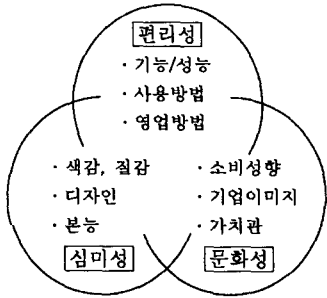 편리성
· 기능/성능
· 사용방법
· 영업방법
· 색감, 질감
· 디자인
· 본능
심미성
· 소비성향
· 기업이미지
· 가치관
문화성